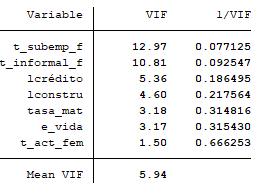 Variable | VIF 1/VIF
t_subemp_f | 12.97 0.077125
t_informal_f | 10.81 0.092547
lcrédito | 5.36 0.186495
lconstru | 4.60 0.217564
tasa_mat | 3.18 0.314816
e_vida | 3.17 0.315430
t_act_fem | 1.50 0.666253
Mean VIF | 5.94